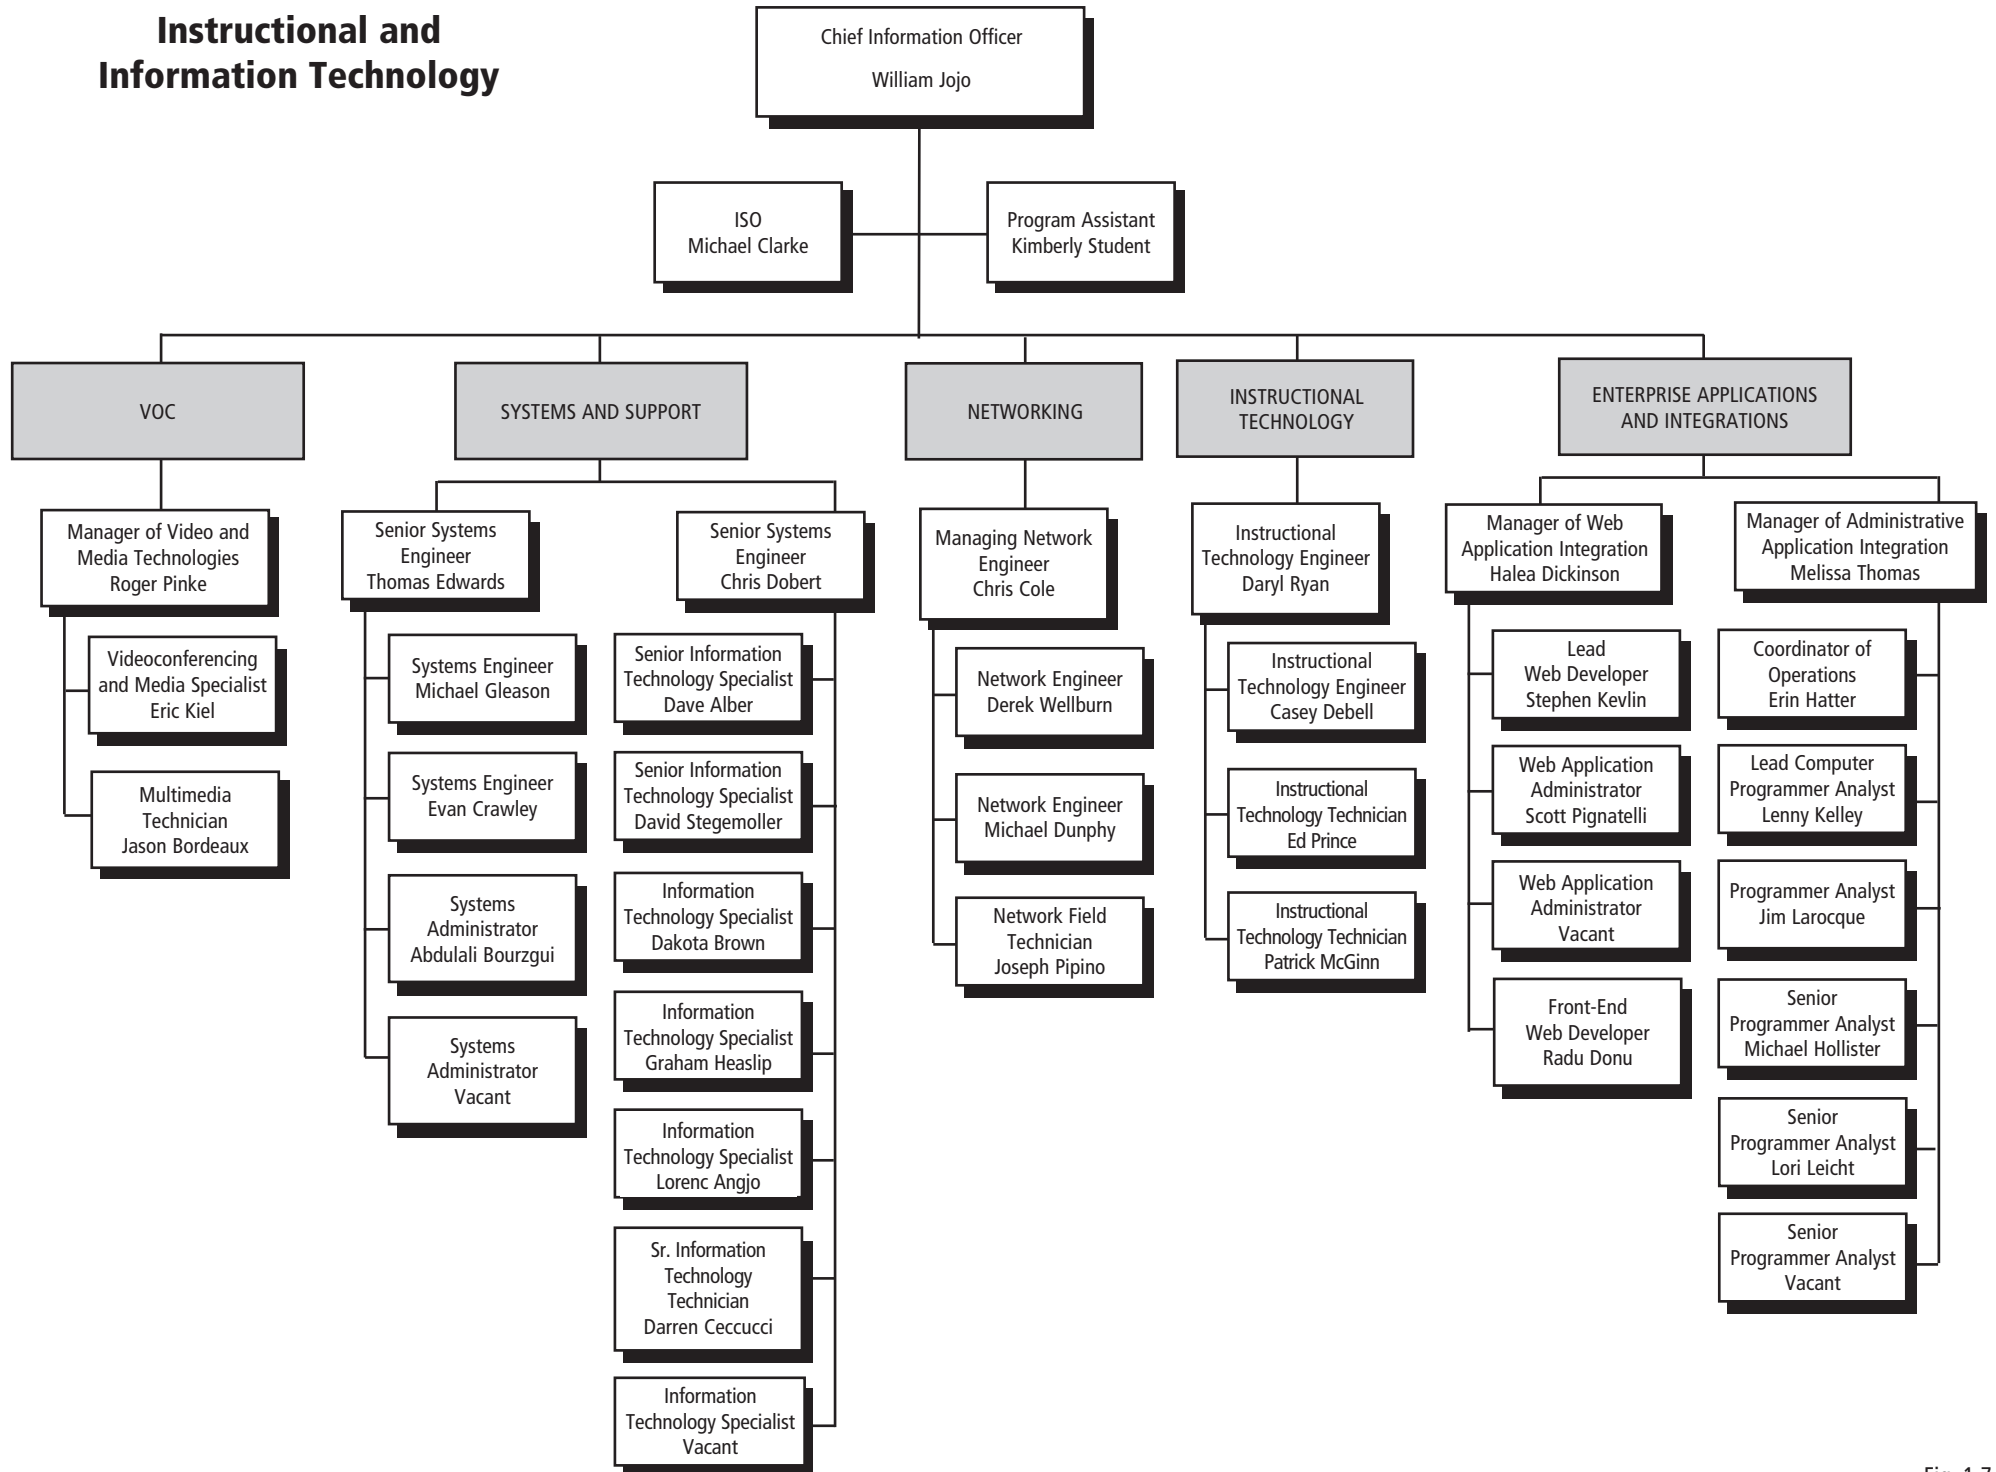 Instructional and
Information Technology
Chief Information Officer
William Jojo
ISO
Michael Clarke
Program Assistant
Kimberly Student
VOC
SYSTEMS AND SUPPORT
NETWORKING
INSTRUCTIONAL
TECHNOLOGY
ENTERPRISE APPLICATIONS
AND INTEGRATIONS
Manager of Video and
Media Technologies
Roger Pinke
Videoconferencing
and Media Specialist
Eric Kiel
Multimedia
Technician
Jason Bordeaux
Senior Systems
Engineer
Thomas Edwards
Systems Engineer
Michael Gleason
Systems Engineer
Evan Crawley
Systems
Administrator
Abdulali Bourzgui
Systems
Administrator
Vacant
Senior Systems
Engineer
Chris Dobert
Senior Information
Technology Specialist
Dave Alber
Senior Information
Technology Specialist
David Stegemoller
Information
Technology Specialist
Dakota Brown
Information
Technology Specialist
Graham Heaslip
Information
Technology Specialist
Lorenc Angjo
Sr. Information
Technology
Technician
Darren Ceccucci
Information
Technology Specialist
Vacant
Managing Network
Engineer
Chris Cole
Network Engineer
Derek Wellburn
Network Engineer
Michael Dunphy
Network Field
Technician
Joseph Pipino
Instructional
Technology Engineer
Daryl Ryan
Instructional
Technology Engineer
Casey Debell
Instructional
Technology Technician
Ed Prince
Instructional
Technology Technician
Patrick McGinn
Manager of Web
Application Integration
Halea Dickinson
Lead
Web Developer
Stephen Kevlin
Web Application
Administrator
Scott Pignatelli
Web Application
Administrator
Vacant
Front-End
Web Developer
Radu Donu
Manager of Administrative
Application Integration
Melissa Thomas
Coordinator of
Operations
Erin Hatter
Lead Computer
Programmer Analyst
Lenny Kelley
Programmer Analyst
Jim Larocque
Senior
Programmer Analyst
Michael Hollister
Senior
Programmer Analyst
Lori Leicht
Senior
Programmer Analyst
Vacant
Fig. 1.7